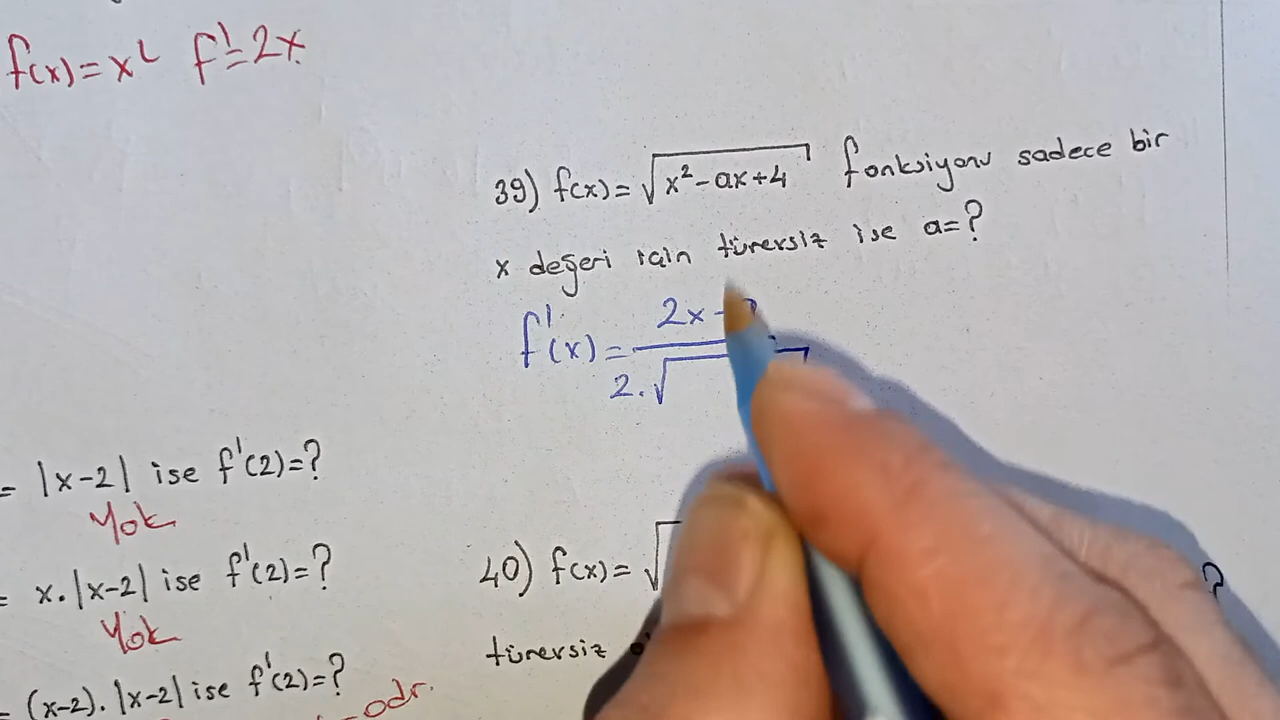 f(x)=x² f'=2x
39) f(x)=√x²-ax+4 fonksiyonu sadece bir
x değeri için türevsiz ise a=?
f'(x)= 2x-
2.√
= |x-2| ise f'(2)=?
Yok
= x.|x-2| ise f'(2)=?
Yok
= (x-2).|x-2| ise f'(2)=?
40) f(x)=√ ?
türevsiz